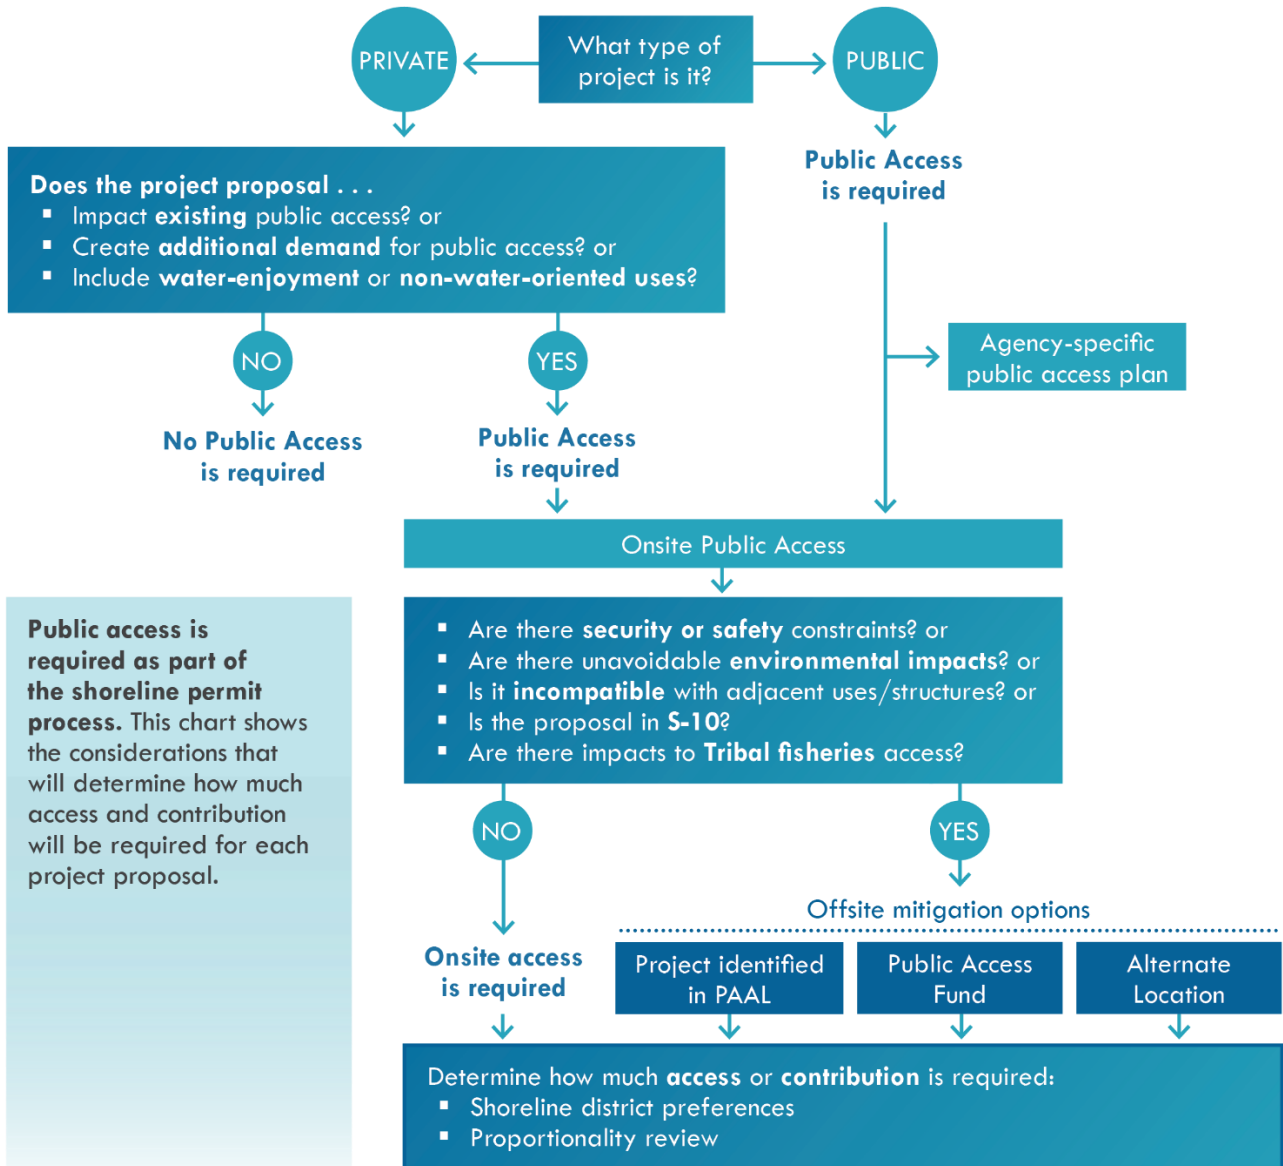 What type of
project is it?
PRIVATE
PUBLIC
Does the project proposal . . .
▪ Impact existing public access? or
▪ Create additional demand for public access? or
▪ Include water-enjoyment or non-water-oriented uses?
Public Access
is required
NO
YES
Agency-specific
public access plan
No Public Access
is required
Public Access
is required
Onsite Public Access
Public access is
required as part of
the shoreline permit
process. This chart shows
the considerations that
will determine how much
access and contribution
will be required for each
project proposal.
▪ Are there security or safety constraints? or
▪ Are there unavoidable environmental impacts? or
▪ Is it incompatible with adjacent uses/structures? or
▪ Is the proposal in S-10?
▪ Are there impacts to Tribal fisheries access?
NO
YES
Onsite access
is required
Offsite mitigation options
Project identified
in PAAL
Public Access
Fund
Alternate
Location
Determine how much access or contribution is required:
▪ Shoreline district preferences
▪ Proportionality review